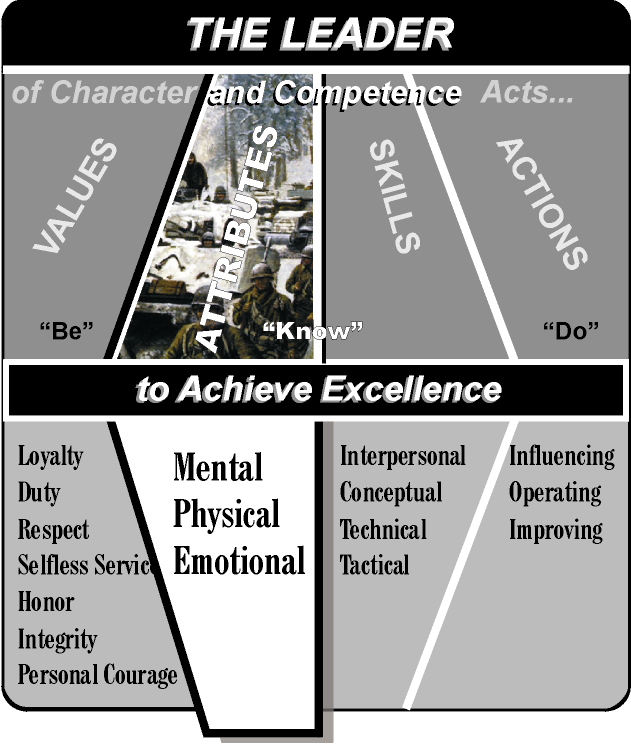 THE LEADER
of Character and Competence Acts...
VALUES
ATTRIBUTES
SKILLS
ACTIONS
“Be”
“Know”
“Do”
to Achieve Excellence
Loyalty
Duty
Respect
Selfless Service
Honor
Integrity
Personal Courage
Mental
Physical
Emotional
Interpersonal
Conceptual
Technical
Tactical
Influencing
Operating
Improving